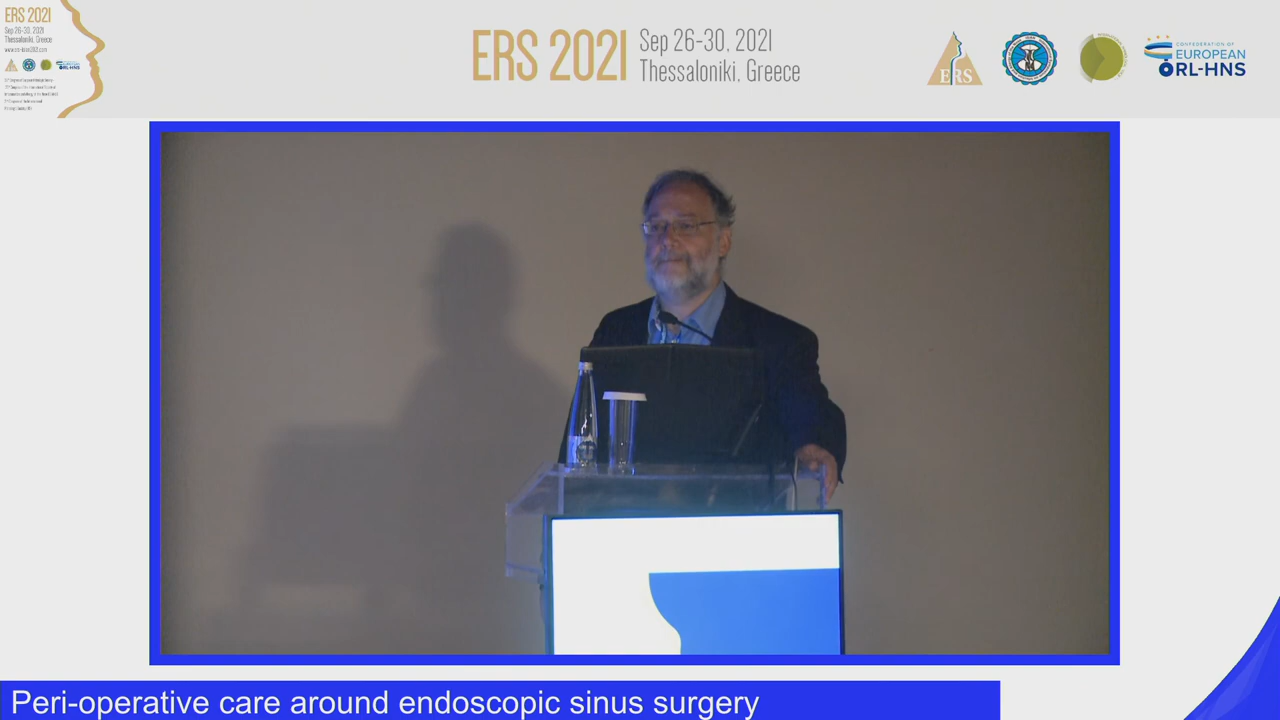 ERS 2021
Sep 26-30, 2021
Thessaloniki, Greece
ERS 2021
Sep 26-30, 2021
Thessaloniki, Greece
ERS
CONFEDERATION OF
EUROPEAN
ORL-HNS
Peri-operative care around endoscopic sinus surgery